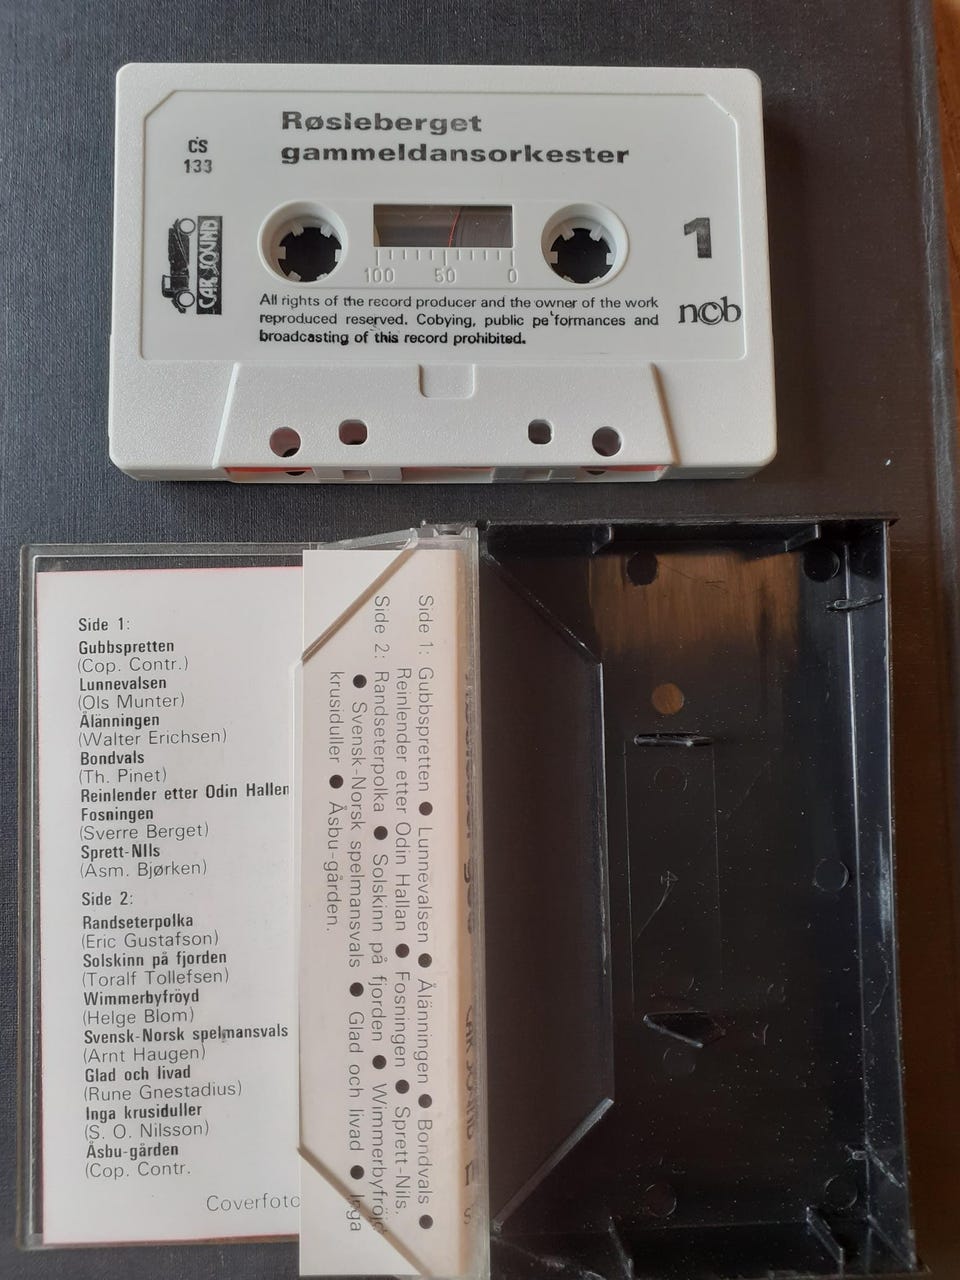 Røsleberget
gammeldansorkester
CS
133
CAR SOUND
1
100 50 0
All rights of the record producer and the owner of the work
reproduced reserved. Cobying, public pe'formances and
broadcasting of this record prohibited.
ncb
Side 1:
Gubbspretten
(Cop. Contr.)
Lunnevalsen
(Ols Munter)
Ålänningen
(Walter Erichsen)
Bondvals
(Th. Pinet)
Reinlender etter Odin Hallen
Fosningen
(Sverre Berget)
Sprett-NIls
(Asm. Bjørken)
Side 2:
Randseterpolka
(Eric Gustafson)
Solskinn på fjorden
(Toralf Tollefsen)
Wimmerbyfröyd
(Helge Blom)
Svensk-Norsk spelmansvals
(Arnt Haugen)
Glad och livad
(Rune Gnestadius)
Inga krusiduller
(S. O. Nilsson)
Åsbu-gården
(Cop. Contr.
Coverfoto
Side 1: Gubbspretten ● Lunnevalsen ● Ålänningen ● Bondvals ●
Reinlender etter Odin Hallan ● Fosningen ● Sprett-Nils.
Side 2: Randseterpolka ● Solskinn på fjorden ● Wimmerbyfröjd
● Svensk-Norsk spelmansvals ● Glad och livad ● Inga
krusiduller ● Åsbu-gården.